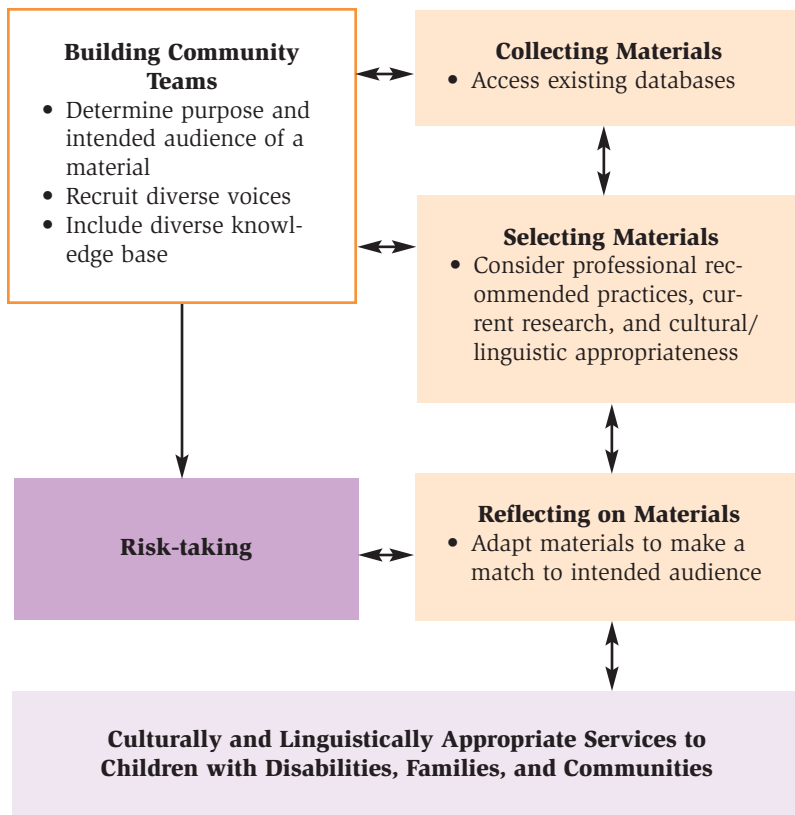 Building Community
Teams
• Determine purpose and
intended audience of a
material
• Recruit diverse voices
• Include diverse knowl-
edge base
Collecting Materials
• Access existing databases
Selecting Materials
• Consider professional rec-
ommended practices, cur-
rent research, and cultural/
linguistic appropriateness
Risk-taking
Reflecting on Materials
• Adapt materials to make a
match to intended audience
Culturally and Linguistically Appropriate Services to
Children with Disabilities, Families, and Communities